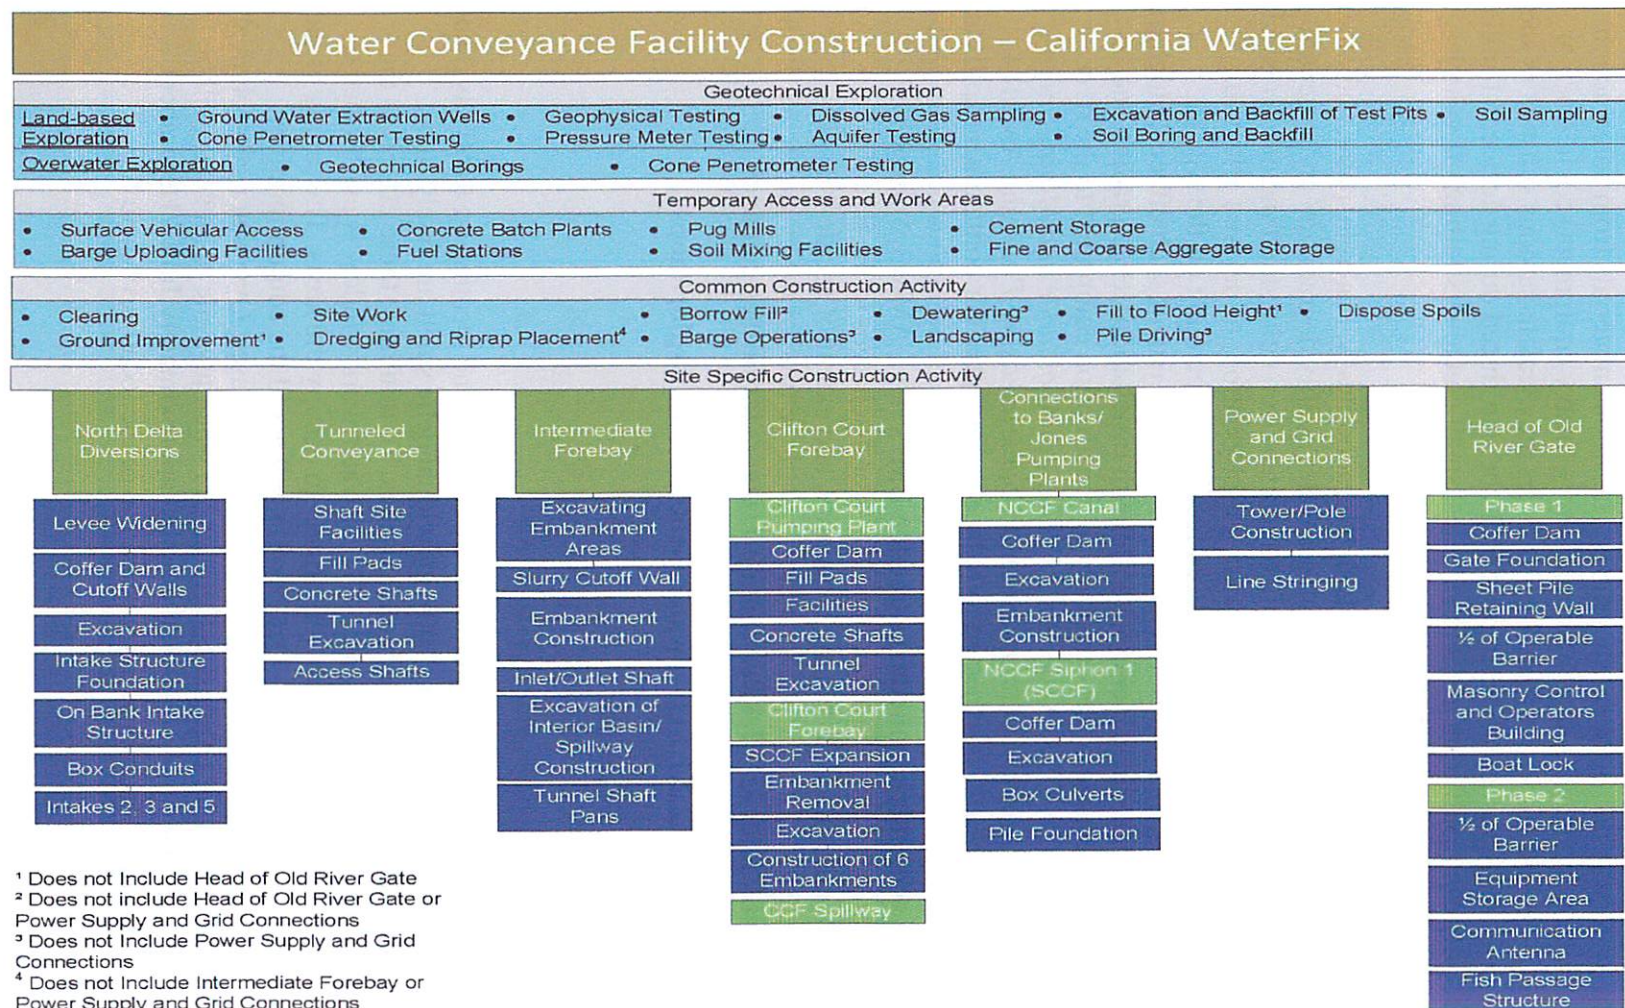 Water Conveyance Facility Construction – California WaterFix
Geotechnical Exploration
Land-based • Ground Water Extraction Wells • Geophysical Testing • Dissolved Gas Sampling • Excavation and Backfill of Test Pits • Soil Sampling
Exploration • Cone Penetrometer Testing • Pressure Meter Testing • Aquifer Testing • Soil Boring and Backfill
Overwater Exploration • Geotechnical Borings • Cone Penetrometer Testing
Temporary Access and Work Areas
• Surface Vehicular Access • Concrete Batch Plants • Pug Mills • Cement Storage
• Barge Uploading Facilities • Fuel Stations • Soil Mixing Facilities • Fine and Coarse Aggregate Storage
Common Construction Activity
• Clearing • Site Work • Borrow Fill² • Dewatering³ • Fill to Flood Height¹ • Dispose Spoils
• Ground Improvement¹ • Dredging and Riprap Placement⁴ • Barge Operations³ • Landscaping • Pile Driving³
Site Specific Construction Activity
North Delta
Diversions
Levee Widening
Coffer Dam and
Cutoff Walls
Excavation
Intake Structure
Foundation
On Bank Intake
Structure
Box Conduits
Intakes 2, 3 and 5
Tunneled
Conveyance
Shaft Site
Facilities
Fill Pads
Concrete Shafts
Tunnel
Excavation
Access Shafts
Intermediate
Forebay
Excavating
Embankment
Areas
Slurry Cutoff Wall
Embankment
Construction
Inlet/Outlet Shaft
Excavation of
Interior Basin/
Spillway
Construction
Tunnel Shaft
Pans
Clifton Court
Forebay
Clifton Court
Pumping Plant
Coffer Dam
Fill Pads
Facilities
Concrete Shafts
Tunnel
Excavation
Clifton Court
Forebay
SCCF Expansion
Embankment
Removal
Excavation
Construction of 6
Embankments
CCF Spillway
Connections
to Banks/
Jones
Pumping
Plants
NCCF Canal
Coffer Dam
Excavation
Embankment
Construction
NCCF Siphon 1
(SCCF)
Coffer Dam
Excavation
Box Culverts
Pile Foundation
Power Supply
and Grid
Connections
Tower/Pole
Construction
Line Stringing
Head of Old
River Gate
Phase 1
Coffer Dam
Gate Foundation
Sheet Pile
Retaining Wall
½ of Operable
Barrier
Masonry Control
and Operators
Building
Boat Lock
Phase 2
½ of Operable
Barrier
Equipment
Storage Area
Communication
Antenna
Fish Passage
Structure
¹ Does not Include Head of Old River Gate
² Does not include Head of Old River Gate or
Power Supply and Grid Connections
³ Does not Include Power Supply and Grid
Connections
⁴ Does not Include Intermediate Forebay or
Power Supply and Grid Connections